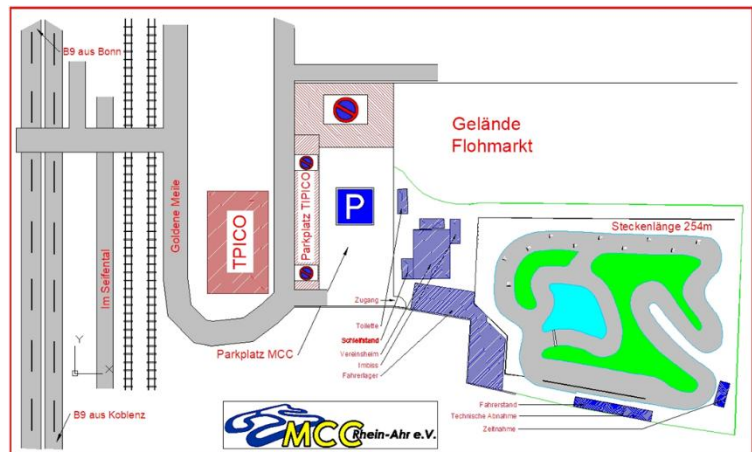 B9 aus Bonn
Im Seifental
B9 aus Koblenz
Y
X
Goldene Meile
TPICO
Parkplatz TIPICO
P
Gelände
Flohmarkt
Steckenlänge 254m
Zugang
Toilette
Schleifstand
Vereinsheim
Imbiss
Fahrerlager
Parkplatz MCC
Fahrerstand
Technische Abnahme
Zeitnahme
MCC Rhein-Ahr e.V.